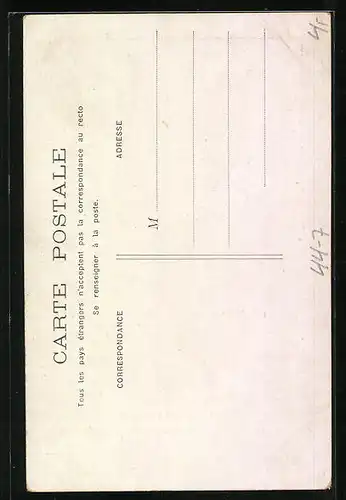 CARTE POSTALE
Tous les pays étrangers n'acceptent pas la correspondance au recto
Se renseigner à la poste.
CORRESPONDANCE
ADRESSE
M
44-7
4,-